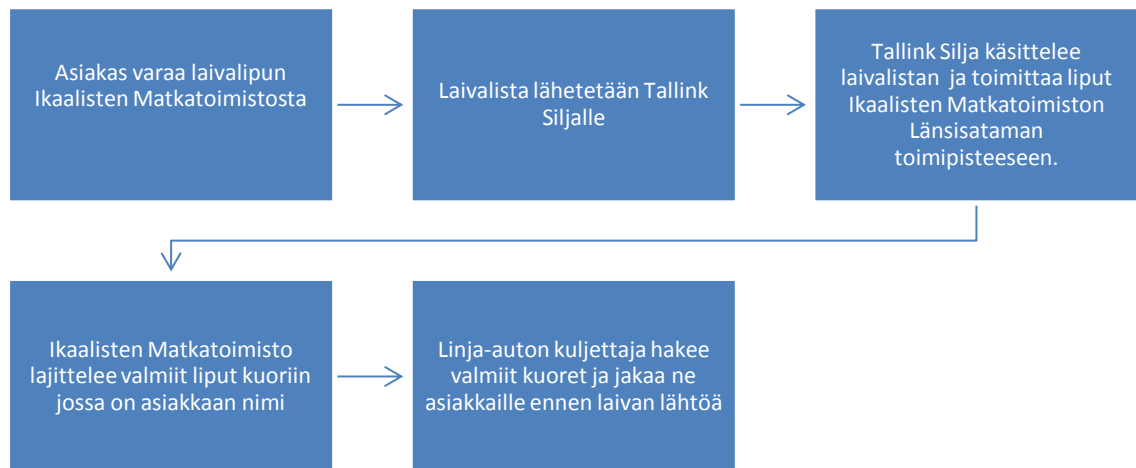 Asiakas varaa laivalipun
Ikaalisten Matkatoimistosta
Laivalista lähetetään Tallink
Siljalle
Tallink Silja käsittelee
laivalistan ja toimittaa liput
Ikaalisten Matkatoimiston
Länsisataman
toimipisteeseen.
Ikaalisten Matkatoimisto
lajittelee valmiit liput kuoriin
jossa on asiakkaan nimi
Linja-auton kuljettaja hakee
valmiit kuoret ja jakaa ne
asiakkaille ennen laivan lähtöä